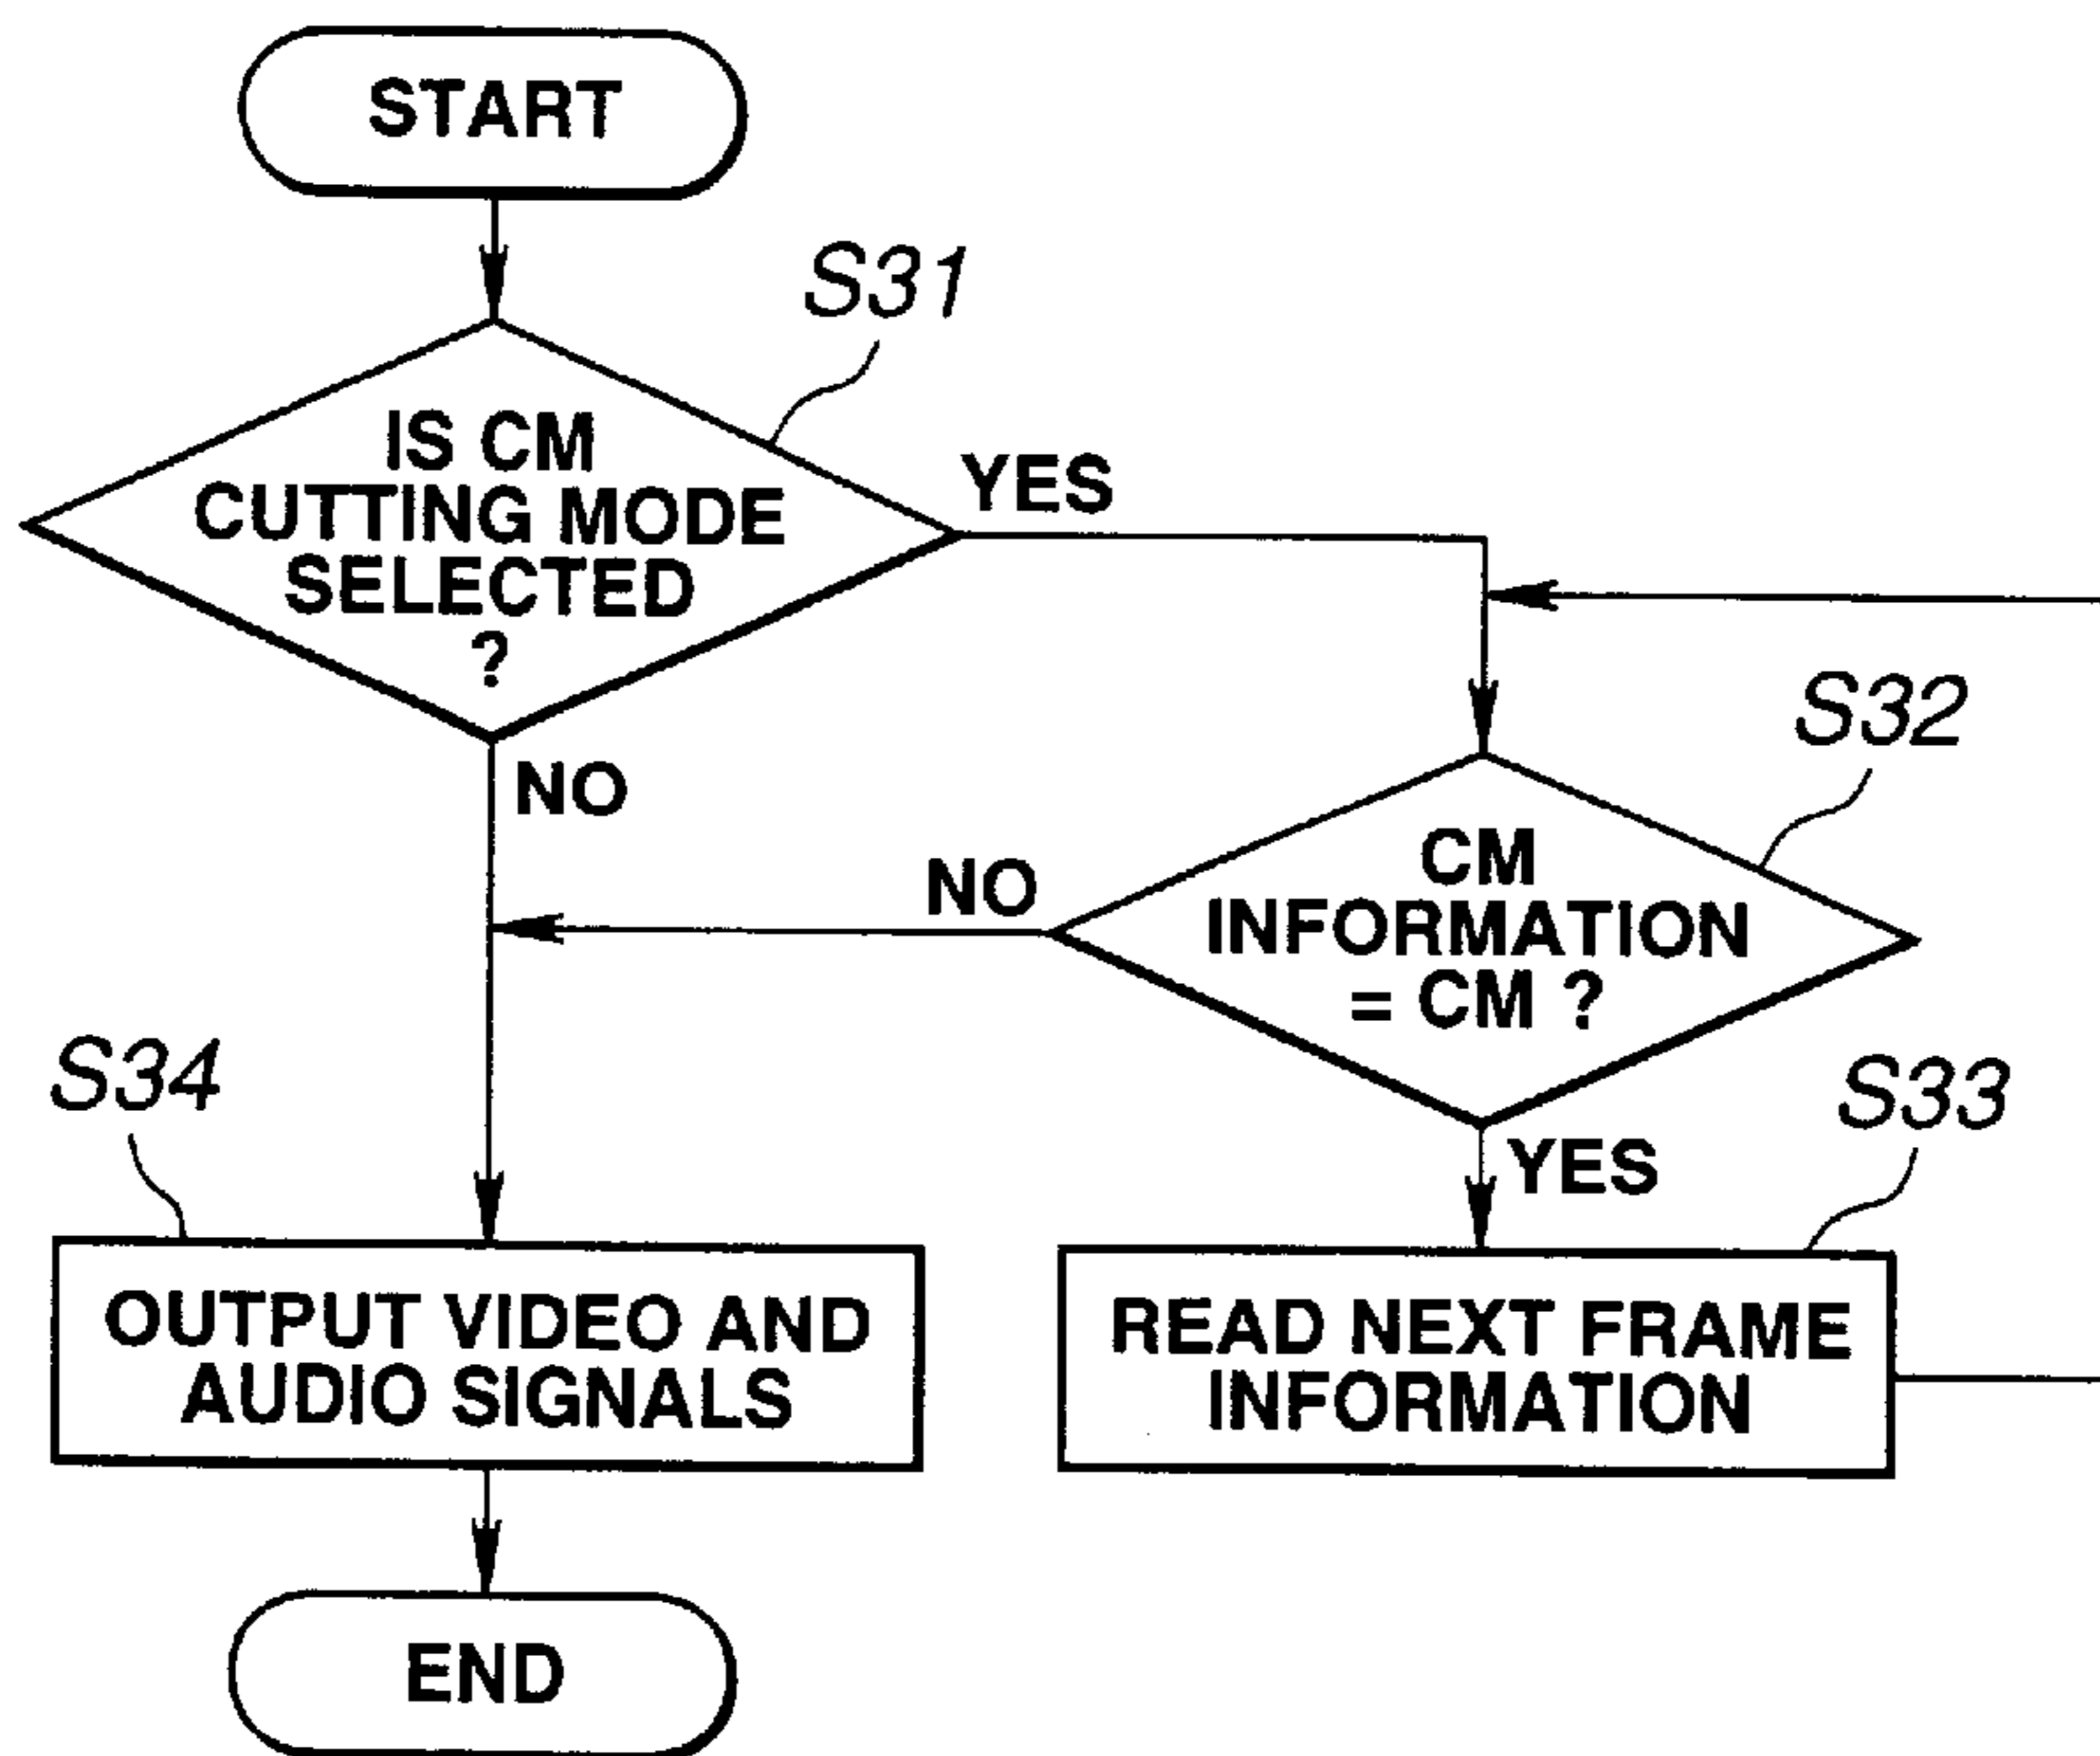 START
S31
IS CM
CUTTING MODE
SELECTED
?
YES
NO
S32
CM
INFORMATION
= CM ?
NO
YES
S33
READ NEXT FRAME
INFORMATION
S34
OUTPUT VIDEO AND
AUDIO SIGNALS
END